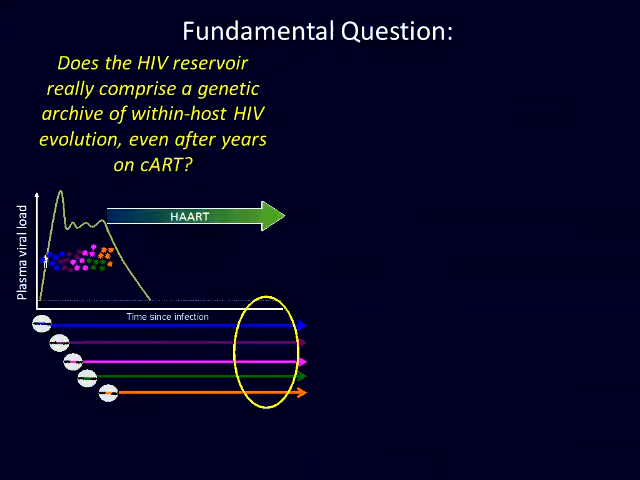 Fundamental Question:
Does the HIV reservoir
really comprise a genetic
archive of within-host HIV
evolution, even after years
on cART?
HAART
Plasma viral load
Time since infection